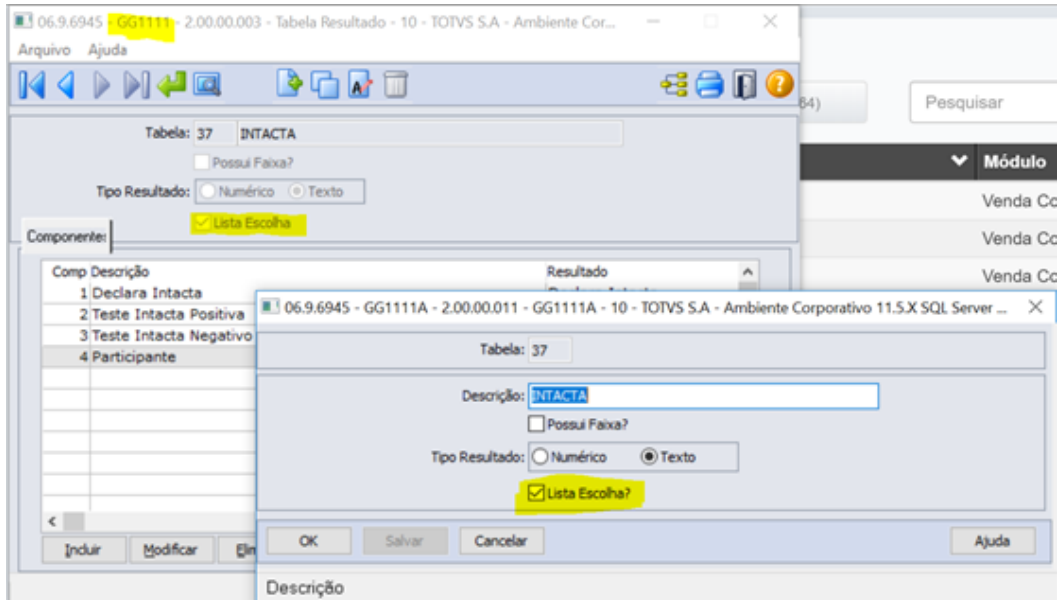 06.9.6945 - GG1111 - 2.00.00.003 - Tabela Resultado - 10 - TOTVS S.A - Ambiente Cor...
Arquivo Ajuda
64)
Pesquisar
Tabela: 37 INTACTA
Possui Faixa?
Tipo Resultado: Numérico Texto
Lista Escolha
Módulo
Venda Co
Venda Co
Venda Co
Componente:
Comp Descrição Resultado
1 Declara Intacta Declara Intacta
2 Teste Intacta Positiva
3 Teste Intacta Negativo
4 Participante
Incluir Modificar Elim
06.9.6945 - GG1111A - 2.00.00.011 - GG1111A - 10 - TOTVS S.A - Ambiente Corporativo 11.5.X SQL Server ...
Tabela: 37
Descrição: INTACTA
Possui Faixa?
Tipo Resultado: Numérico Texto
Lista Escolha?
OK Salvar Cancelar Ajuda
Descrição